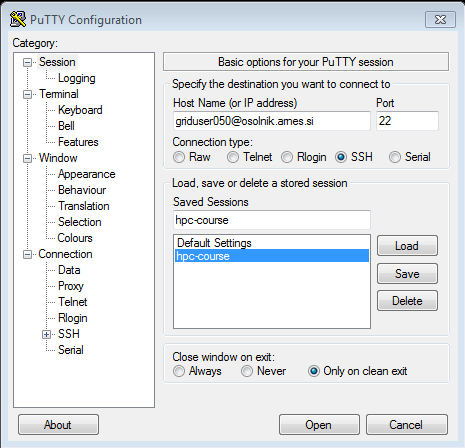 PuTTY Configuration
Category:
Session
Logging
Terminal
Keyboard
Bell
Features
Window
Appearance
Behaviour
Translation
Selection
Colours
Connection
Data
Proxy
Telnet
Rlogin
SSH
Serial
Basic options for your PuTTY session
Specify the destination you want to connect to
Host Name (or IP address) Port
griduser050@osolnik.arnes.si 22
Connection type:
Raw Telnet Rlogin SSH Serial
Load, save or delete a stored session
Saved Sessions
hpc-course
Default Settings
hpc-course
Load
Save
Delete
Close window on exit:
Always Never Only on clean exit
About Open Cancel